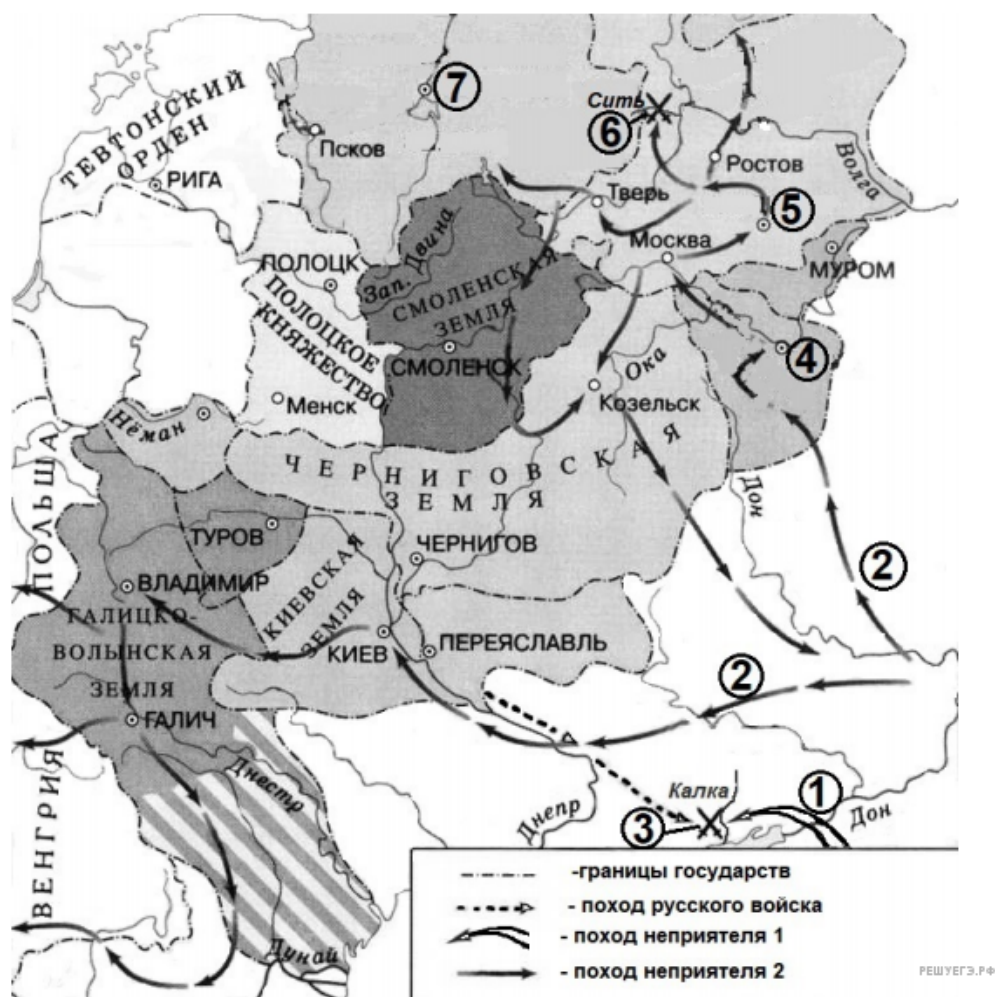 7
Сить
6
ТЕВТОНСКИЙ
ОРДЕН
Псков
Ростов
Волга
РИГА
Тверь
5
Москва
МУРОМ
ПОЛОЦК
Зап. Двина
СМОЛЕНСКАЯ
ЗЕМЛЯ
ПОЛОЦКОЕ
КНЯЖЕСТВО
4
СМОЛЕНСК
Ока
Менск
Козельск
Нёман
ПОЛЬША
ЧЕРНИГОВСКАЯ
ЗЕМЛЯ
Дон
ТУРОВ
ЧЕРНИГОВ
2
ВЛАДИМИР
КИЕВСКАЯ
ЗЕМЛЯ
ГАЛИЦКО-
ВОЛЫНСКАЯ
ЗЕМЛЯ
КИЕВ
ПЕРЕЯСЛАВЛЬ
2
ГАЛИЧ
Днестр
ВЕНГРИЯ
Калка
1
Днепр
3
Дон
Дунай
-границы государств
- поход русского войска
- поход неприятеля 1
- поход неприятеля 2
РЕШУЕГЭ.РФ